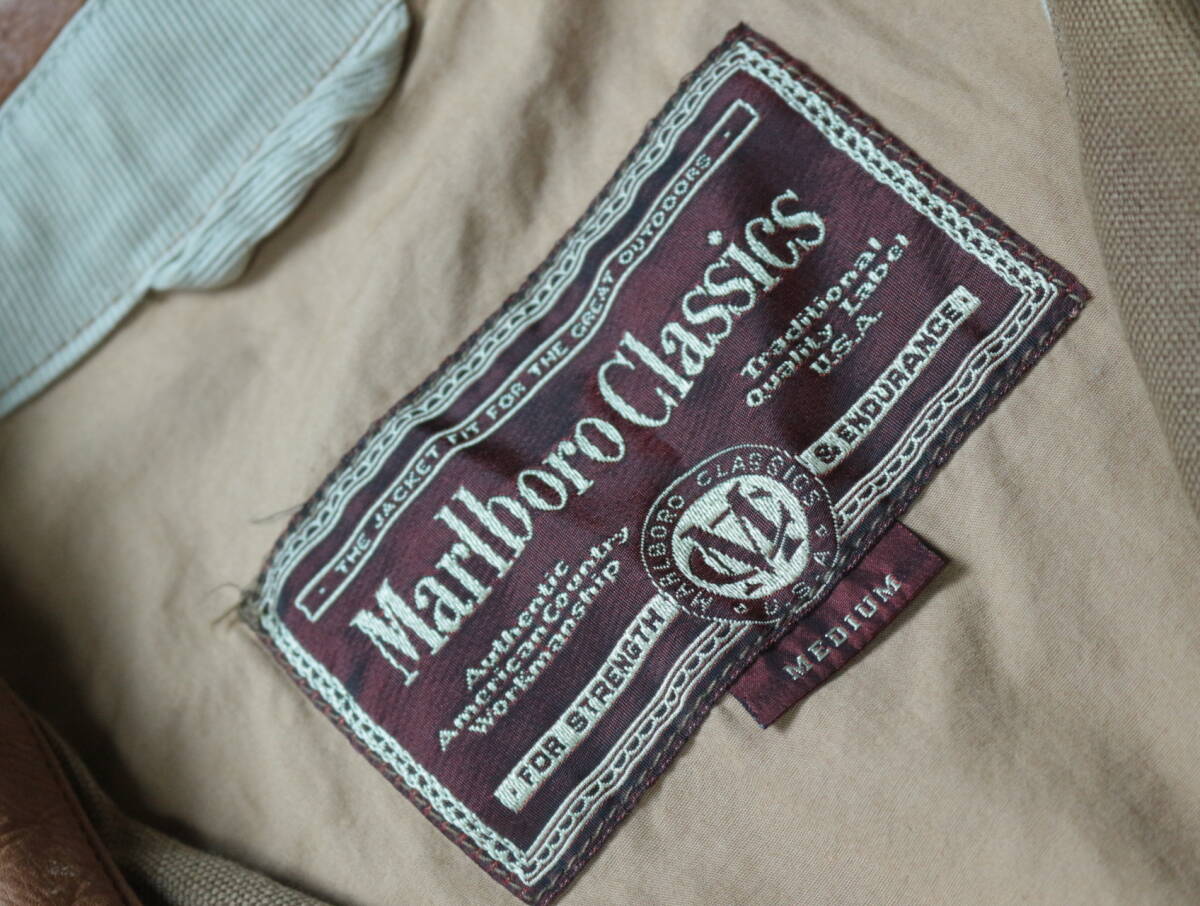 THE JACKET FIT FOR THE GREAT OUTDOORS
Marlboro Classics
Authentic
American Country
Workmanship
Traditional
Quality Label
U.S.A.
MARLBORO CLASSICS
U.S.A
MC
FOR STRENGTH & ENDURANCE
MEDIUM